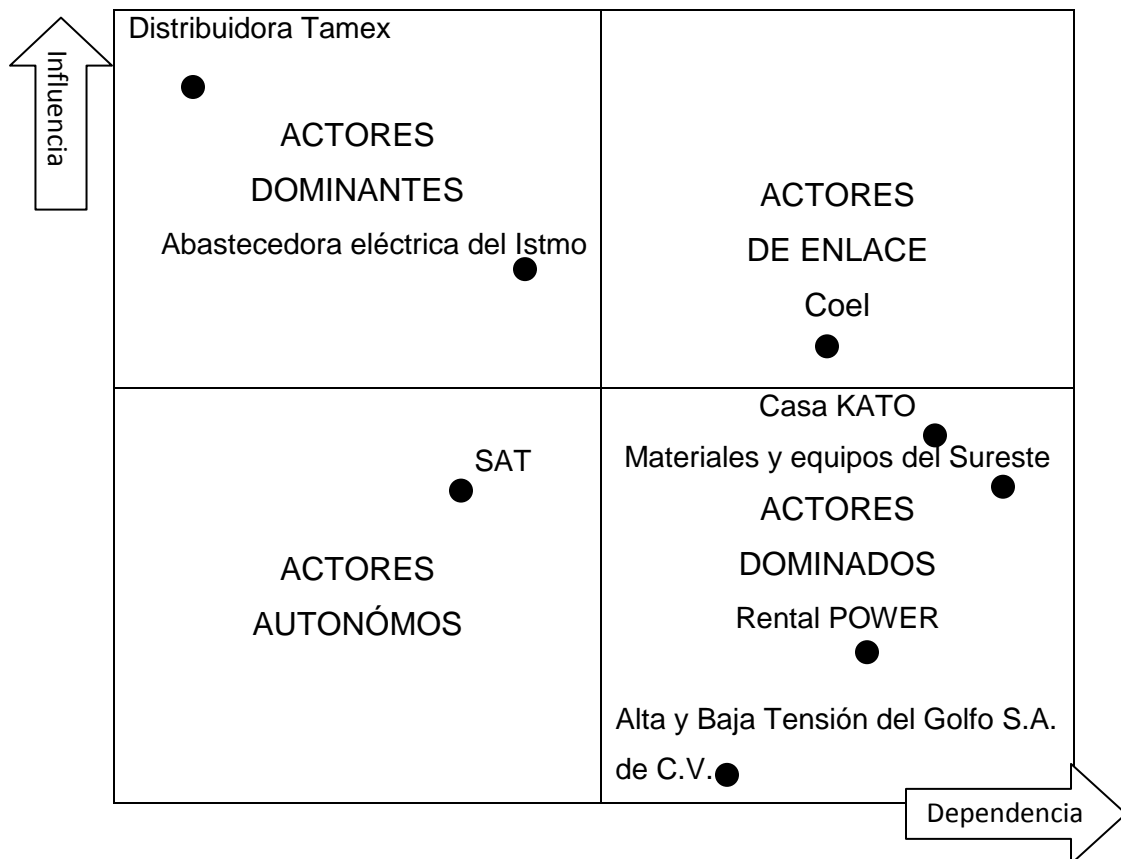 Influencia
Distribuidora Tamex
ACTORES
DOMINANTES
Abastecedora eléctrica del Istmo
ACTORES
DE ENLACE
Coel
SAT
ACTORES
AUTONÓMOS
Casa KATO
Materiales y equipos del Sureste
ACTORES
DOMINADOS
Rental POWER
Alta y Baja Tensión del Golfo S.A.
de C.V.
Dependencia